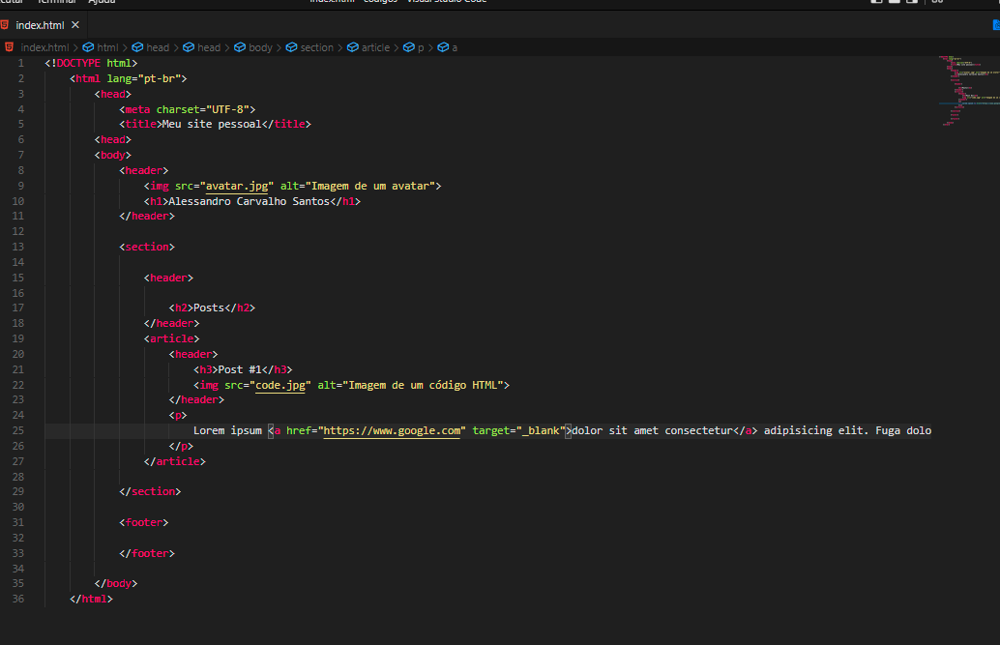 Terminal Ajuda
index.html - codigos - Visual Studio Code
index.html
index.html > html > head > head > body > section > article > p > a
1 <!DOCTYPE html>
2 <html lang="pt-br">
3 <head>
4 <meta charset="UTF-8">
5 <title>Meu site pessoal</title>
6 <head>
7 <body>
8 <header>
9 <img src="avatar.jpg" alt="Imagem de um avatar">
10 <h1>Alessandro Carvalho Santos</h1>
11 </header>
12
13 <section>
14
15 <header>
16
17 <h2>Posts</h2>
18 </header>
19 <article>
20 <header>
21 <h3>Post #1</h3>
22 <img src="code.jpg" alt="Imagem de um código HTML">
23 </header>
24 <p>
25 Lorem ipsum <a href="https://www.google.com" target="_blank">dolor sit amet consectetur</a> adipisicing elit. Fuga dolo
26 </p>
27 </article>
28
29 </section>
30
31 <footer>
32
33 </footer>
34
35 </body>
36 </html>